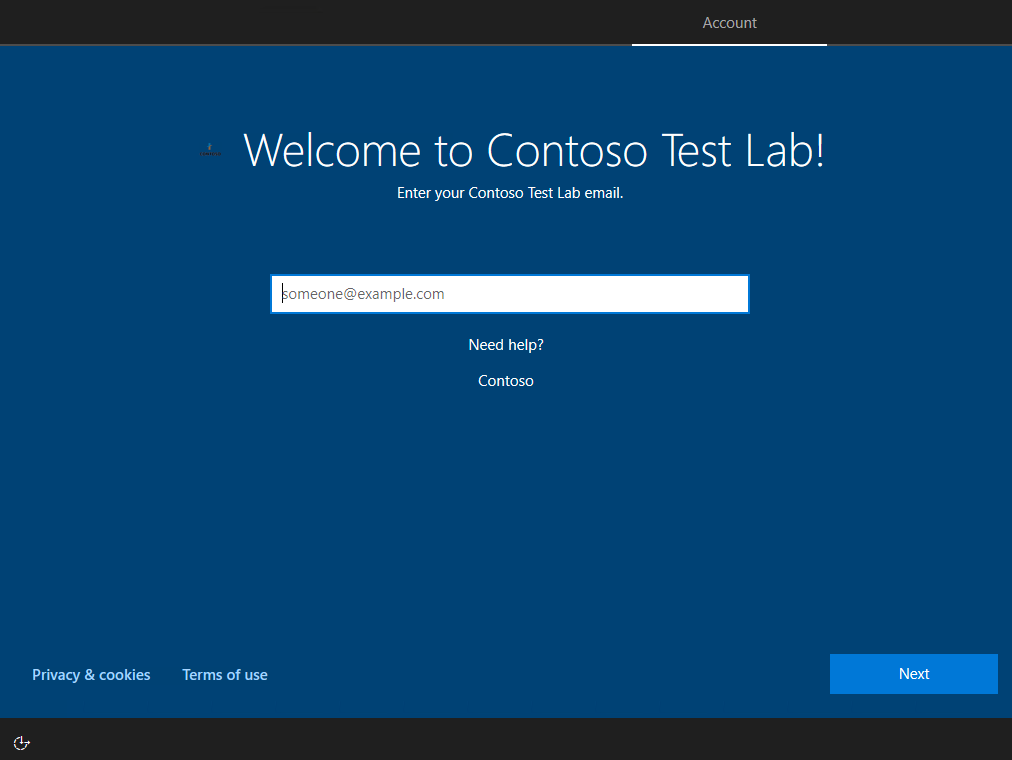 Account
Welcome to Contoso Test Lab!
Enter your Contoso Test Lab email.
someone@example.com
Need help?
Contoso
Privacy & cookies
Terms of use
Next